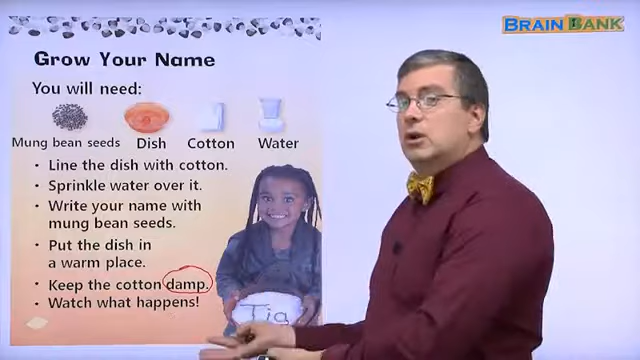 BRAIN BANK
Grow Your Name
You will need:
Mung bean seeds Dish Cotton Water
• Line the dish with cotton.
• Sprinkle water over it.
• Write your name with
mung bean seeds.
• Put the dish in
a warm place.
• Keep the cotton damp.
• Watch what happens!
Tia